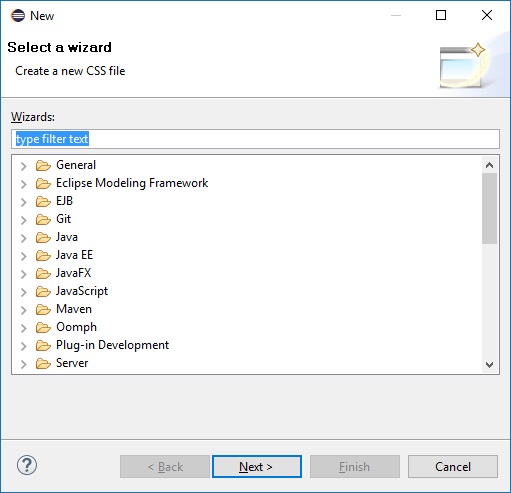 New
Select a wizard
Create a new CSS file
Wizards:
type filter text
General
Eclipse Modeling Framework
EJB
Git
Java
Java EE
JavaFX
JavaScript
Maven
Oomph
Plug-in Development
Server
? < Back Next > Finish Cancel